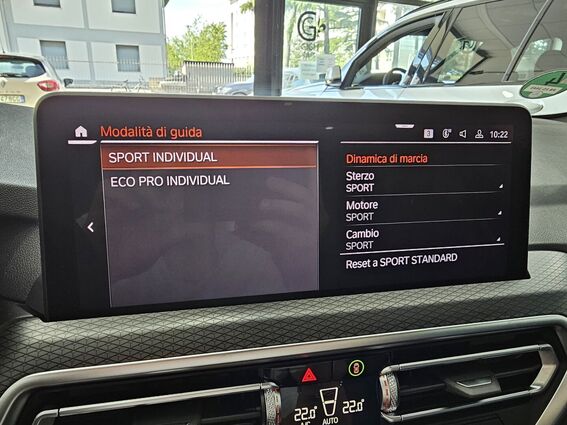 Modalità di guida
3
10:22
SPORT INDIVIDUAL
ECO PRO INDIVIDUAL
Dinamica di marcia
Sterzo
SPORT
Motore
SPORT
Cambio
SPORT
Reset a SPORT STANDARD
22.0
22.0
A/C
AUTO